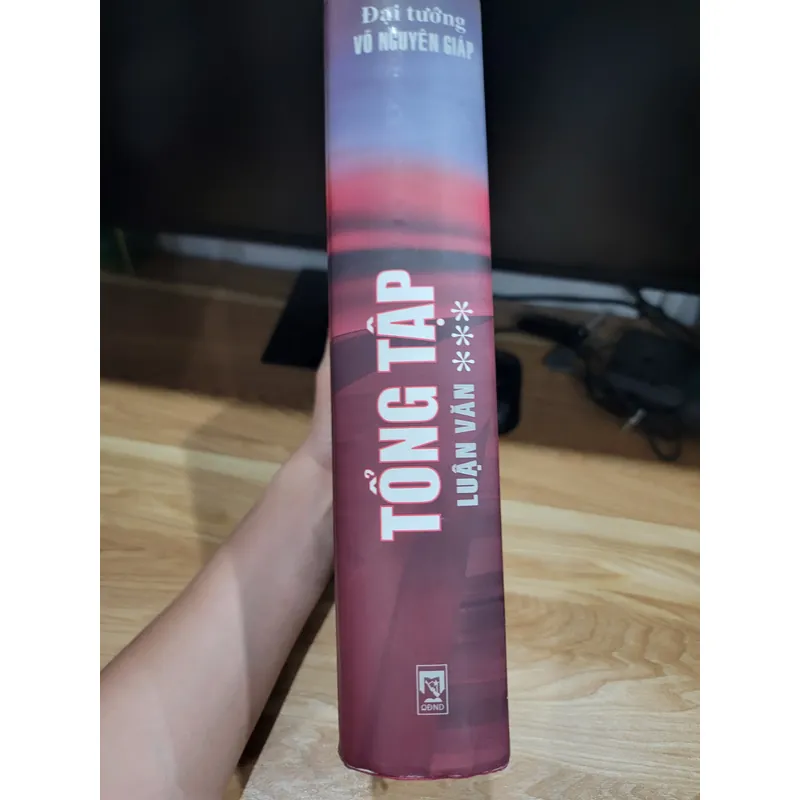 Đại tướng
VÕ NGUYÊN GIÁP
TỔNG TẬP
LUẬN VĂN ***
QĐND